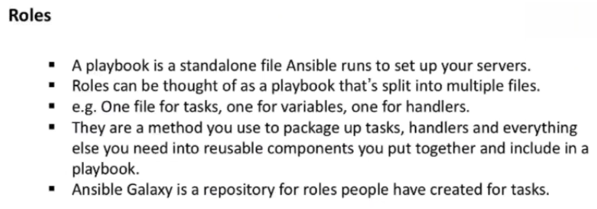 Roles
▪ A playbook is a standalone file Ansible runs to set up your servers.
▪ Roles can be thought of as a playbook that's split into multiple files.
▪ e.g. One file for tasks, one for variables, one for handlers.
▪ They are a method you use to package up tasks, handlers and everything
else you need into reusable components you put together and include in a
playbook.
▪ Ansible Galaxy is a repository for roles people have created for tasks.